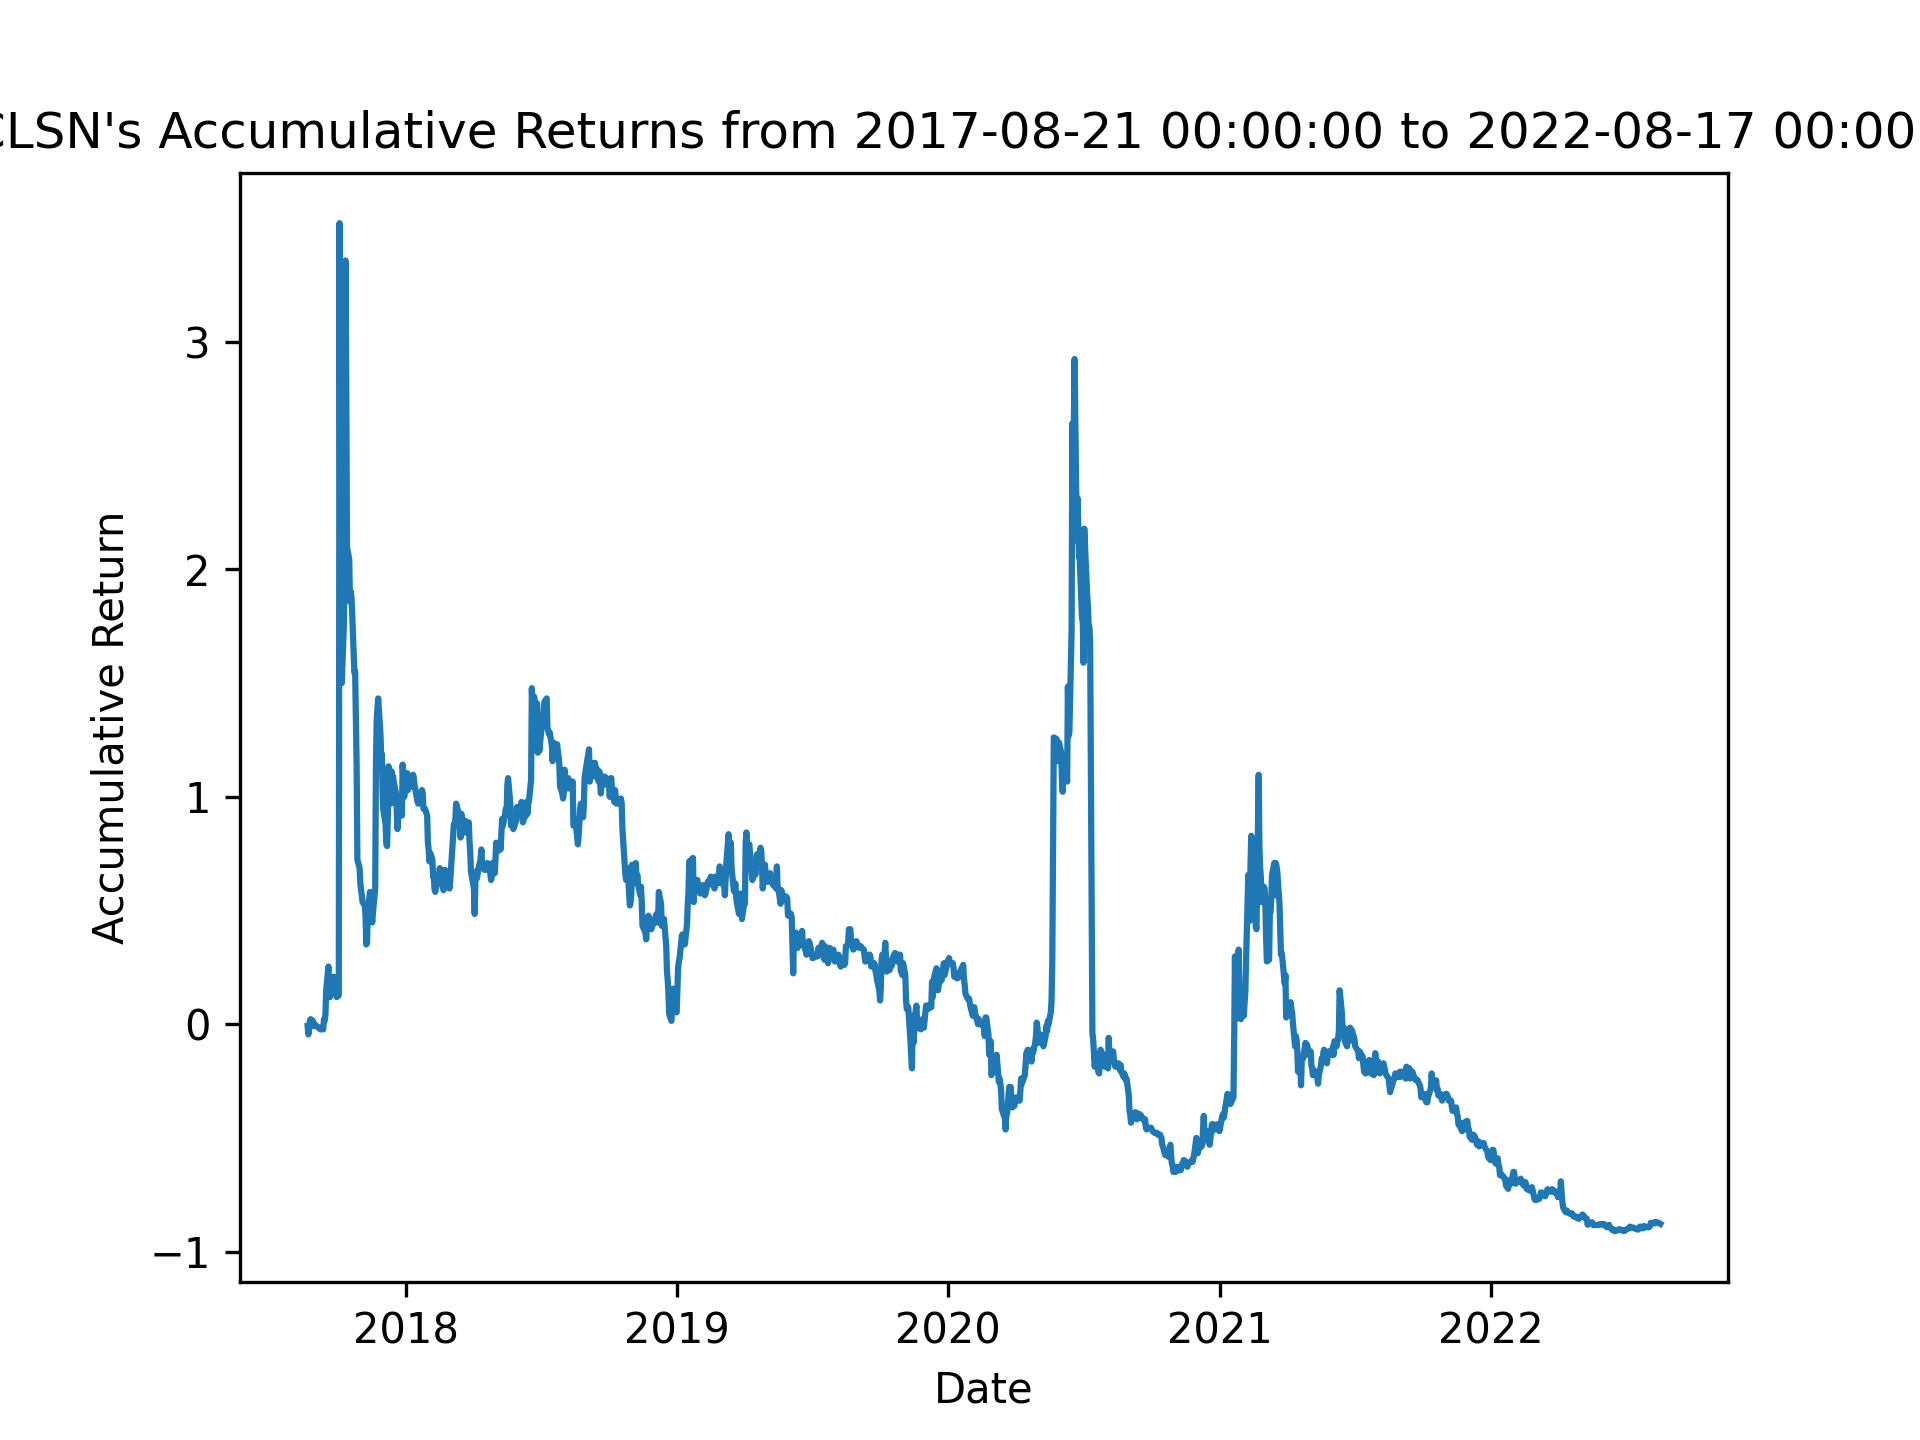 CLSN's Accumulative Returns from 2017-08-21 00:00:00 to 2022-08-17 00:00
Accumulative Return
3
2
1
0
−1
2018 2019 2020 2021 2022
Date